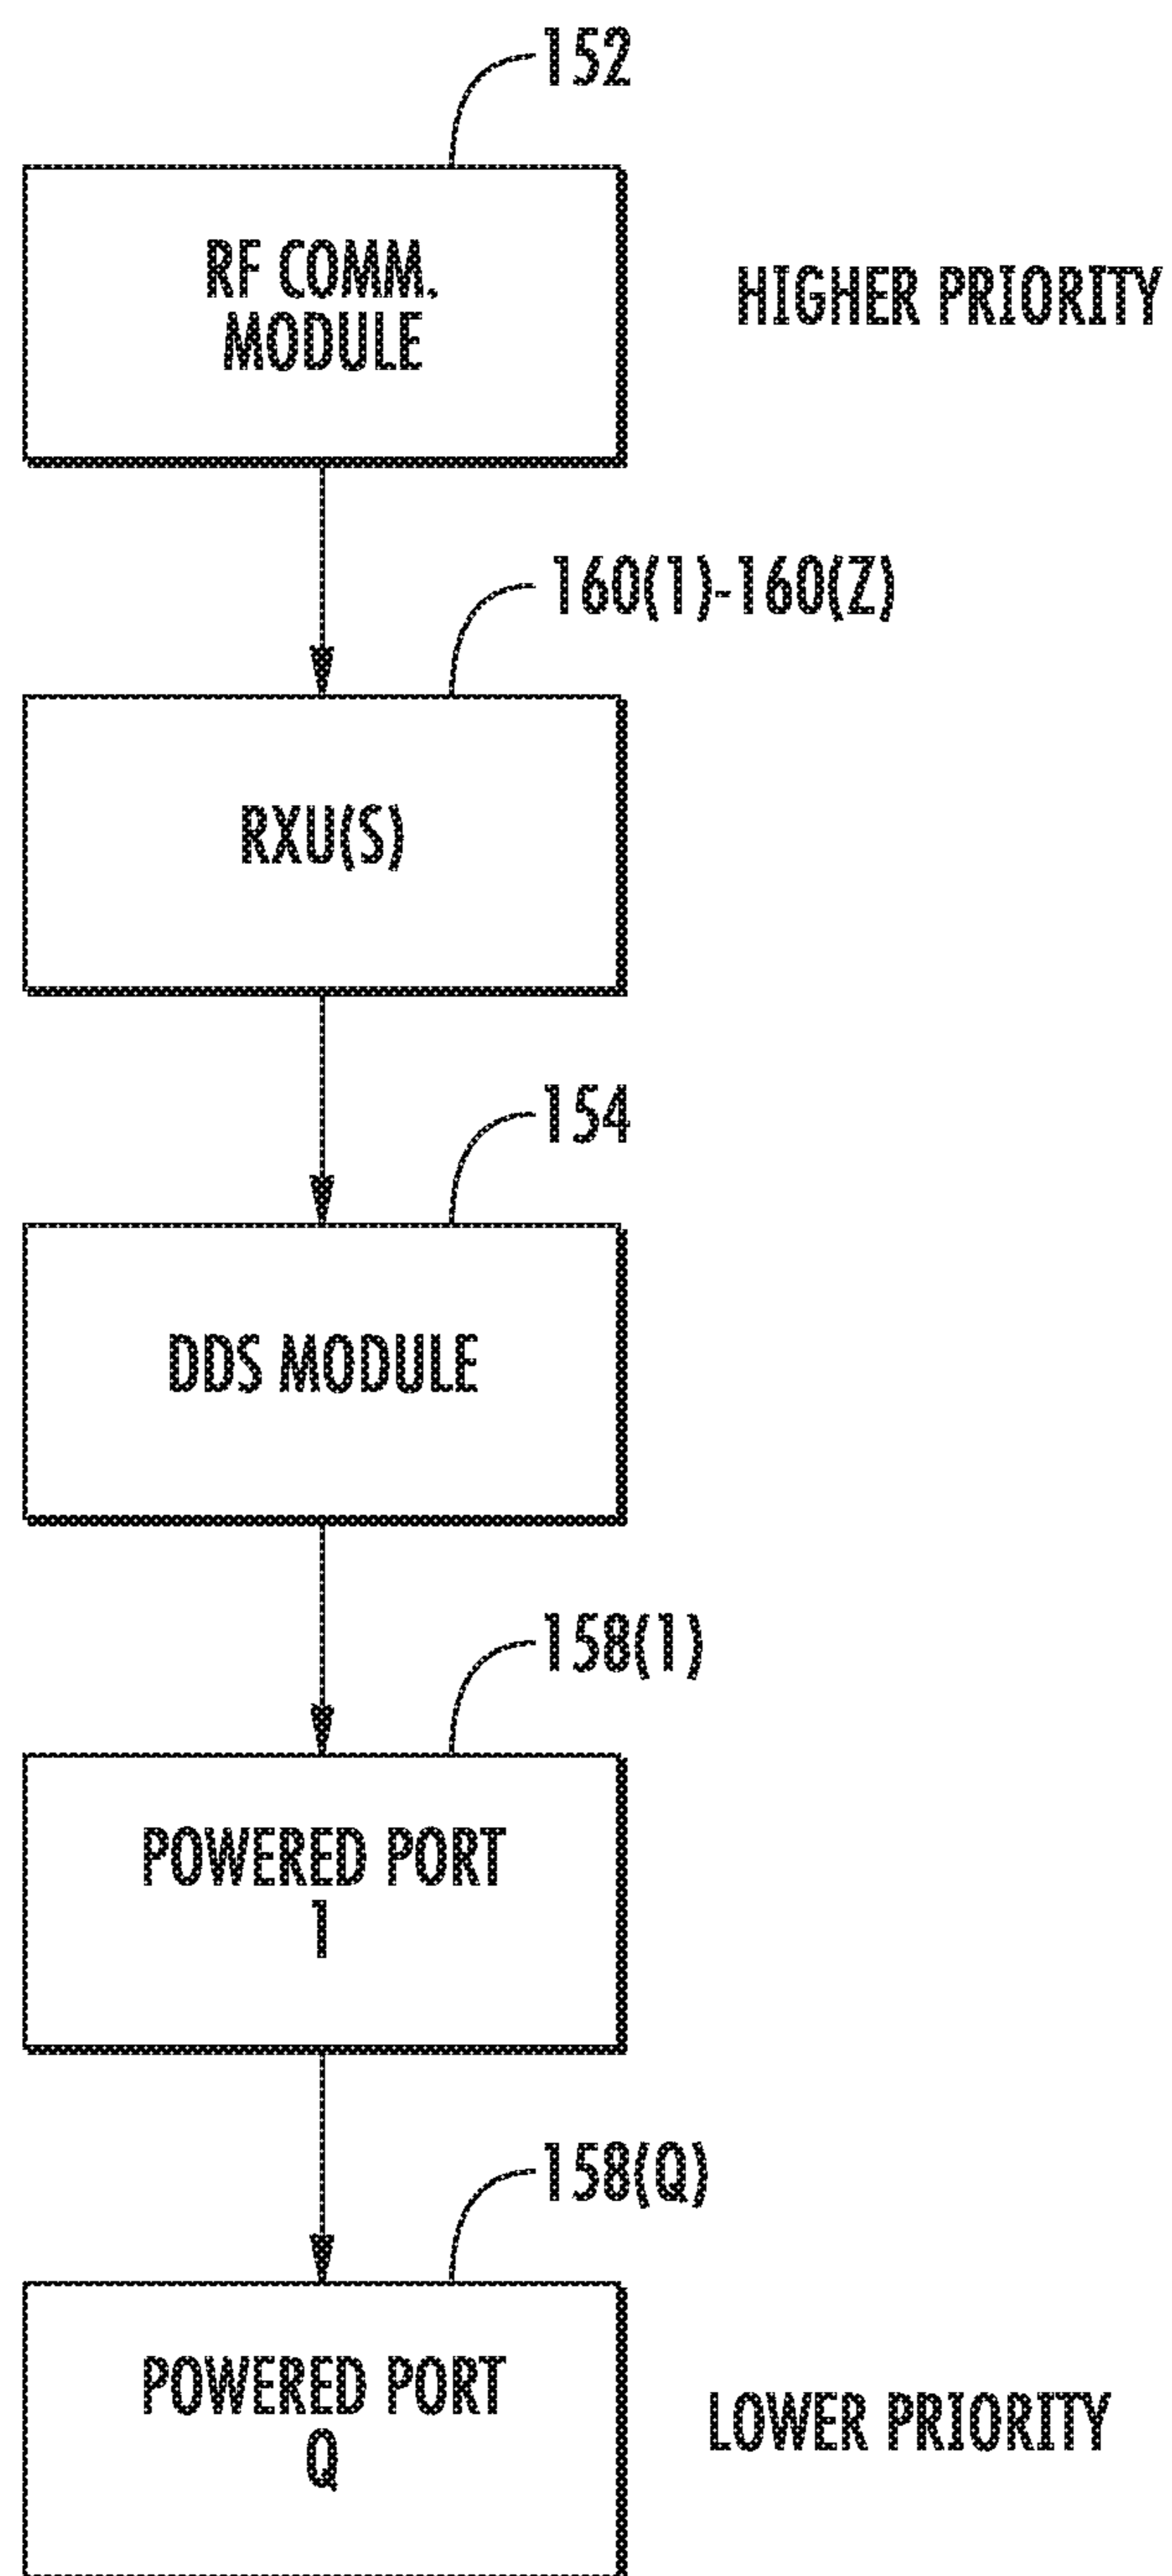 152
RF COMM.
MODULE
HIGHER PRIORITY
160(1)-160(Z)
RXU(S)
154
DDS MODULE
158(1)
POWERED PORT
1
158(Q)
POWERED PORT
Q
LOWER PRIORITY